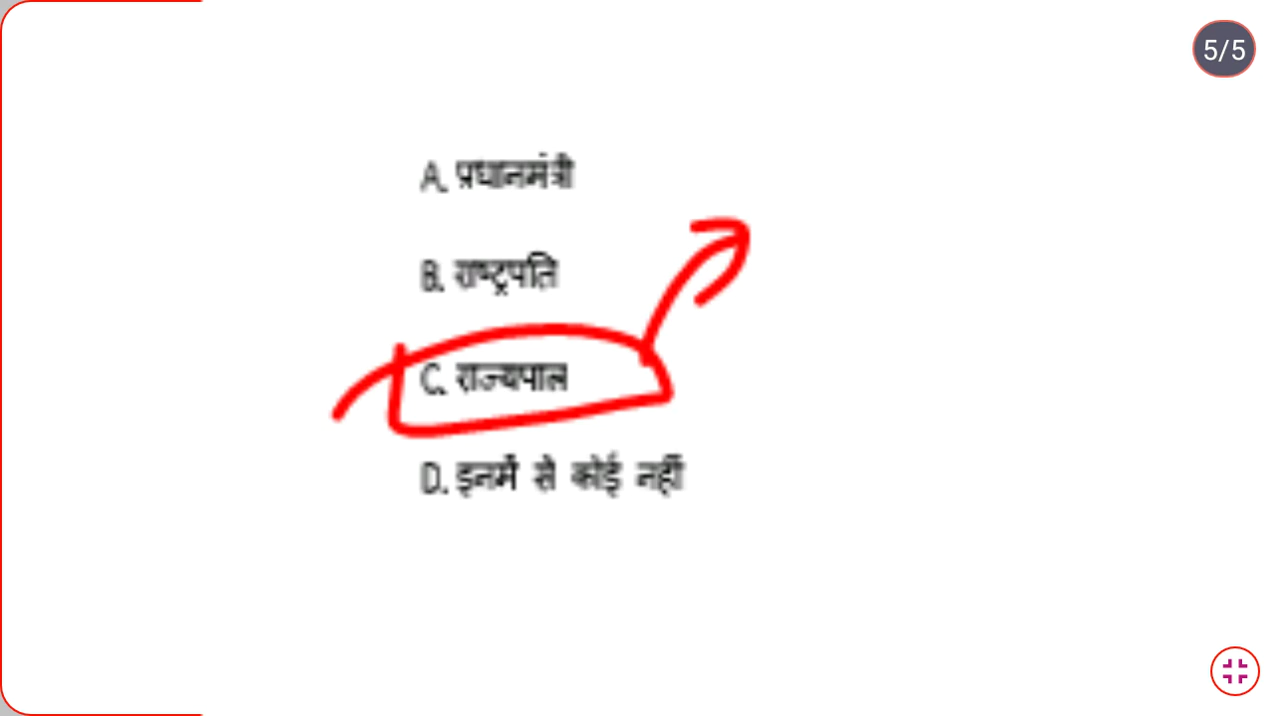 5/5
A. प्रधानमंत्री
B. राष्ट्रपति
C. राज्यपाल
D. इनमें से कोई नहीं